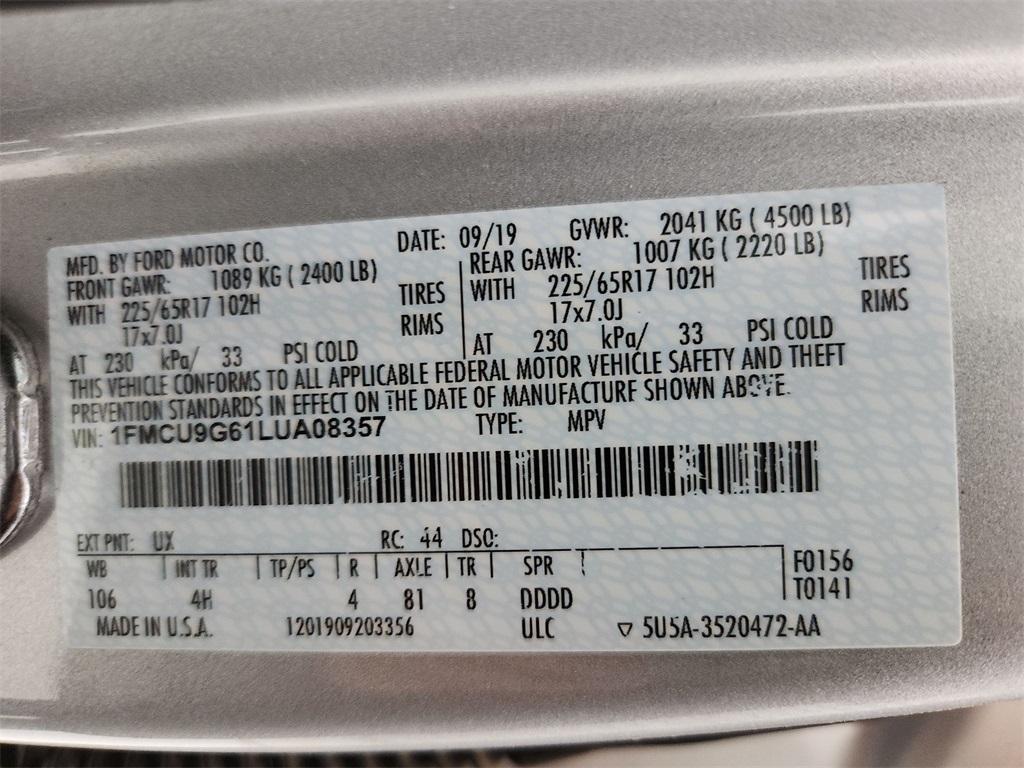 MFD. BY FORD MOTOR CO. DATE: 09/19 GVWR: 2041 KG ( 4500 LB)
FRONT GAWR: 1089 KG ( 2400 LB) REAR GAWR: 1007 KG ( 2220 LB)
WITH 225/65R17 102H TIRES WITH 225/65R17 102H TIRES
17x7.0J RIMS 17x7.0J RIMS
AT 230 kPa/ 33 PSI COLD AT 230 kPa/ 33 PSI COLD
THIS VEHICLE CONFORMS TO ALL APPLICABLE FEDERAL MOTOR VEHICLE SAFETY AND THEFT
PREVENTION STANDARDS IN EFFECT ON THE DATE OF MANUFACTURE SHOWN ABOVE.
VIN: 1FMCU9G61LUA08357 TYPE: MPV
EXT PNT: UX RC: 44 DSO:
WB INT TR TP/PS R AXLE TR SPR F0156
106 4H 4 81 8 DDDD T0141
MADE IN U.S.A. 1201909203356 ULC ▽ 5U5A-3520472-AA